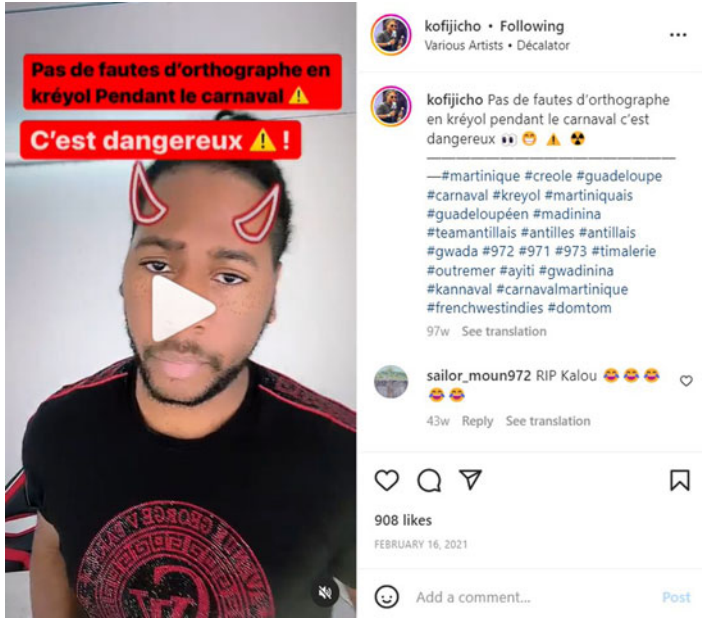 Pas de fautes d'orthographe en
kréyol Pendant le carnaval ⚠️
C'est dangereux ⚠️ !
kofijicho • Following
Various Artists • Décalator
kofijicho Pas de fautes d'orthographe
en kréyol pendant le carnaval c'est
dangereux 👀 😁 ⚠️ ☢️
————————————————
—#martinique #creole #guadeloupe
#carnaval #kreyol #martiniquais
#guadeloupéen #madinina
#teamantillais #antilles #antillais
#gwada #972 #971 #973 #timalerie
#outremer #ayiti #gwadinina
#kannaval #carnavalmartinique
#frenchwestindies #domtom
97w See translation
sailor_moun972 RIP Kalou 😂😂😂
😂😂
43w Reply See translation
908 likes
FEBRUARY 16, 2021
Add a comment... Post